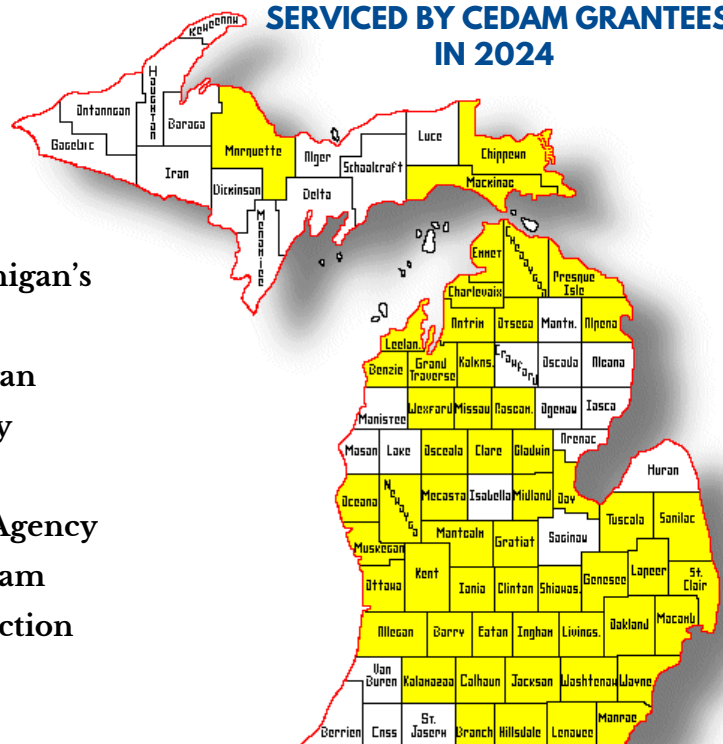 SERVICED BY CEDAM GRANTEES
IN 2024
Keweenaw
Houghton
Ontonagon
Baraga
Gogebic
Marquette
Luce
Chippewa
Alger
Schoolcraft
Iron
Mackinac
Dickinson
Delta
Menominee
higan's
an
y
Agency
am
ction
Emmet
Cheboygan
Presque
Isle
Charlevoix
Antrim
Otsego
Montm.
Alpena
Leelan.
Benzie
Grand
Traverse
Kalkns.
Crawford
Oscoda
Alcona
Manistee
Wexford
Missau
Roscom.
Ogemaw
Iosco
Arenac
Mason
Lake
Osceola
Clare
Gladwin
Huron
Oceana
Newaygo
Mecosta
Isabella
Midland
Bay
Tuscola
Sanilac
Muskegan
Montcalm
Gratiot
Saginaw
Ottawa
Kent
Ionia
Clinton
Shiawas.
Genesee
Lapeer
St.
Clair
Allegan
Barry
Eaton
Ingham
Livings.
Oakland
Macomb
Van
Buren
Kalamazoo
Calhoun
Jackson
Washtenaw
Wayne
Berrien
Cass
St.
Joseph
Branch
Hillsdale
Lenawee
Monroe